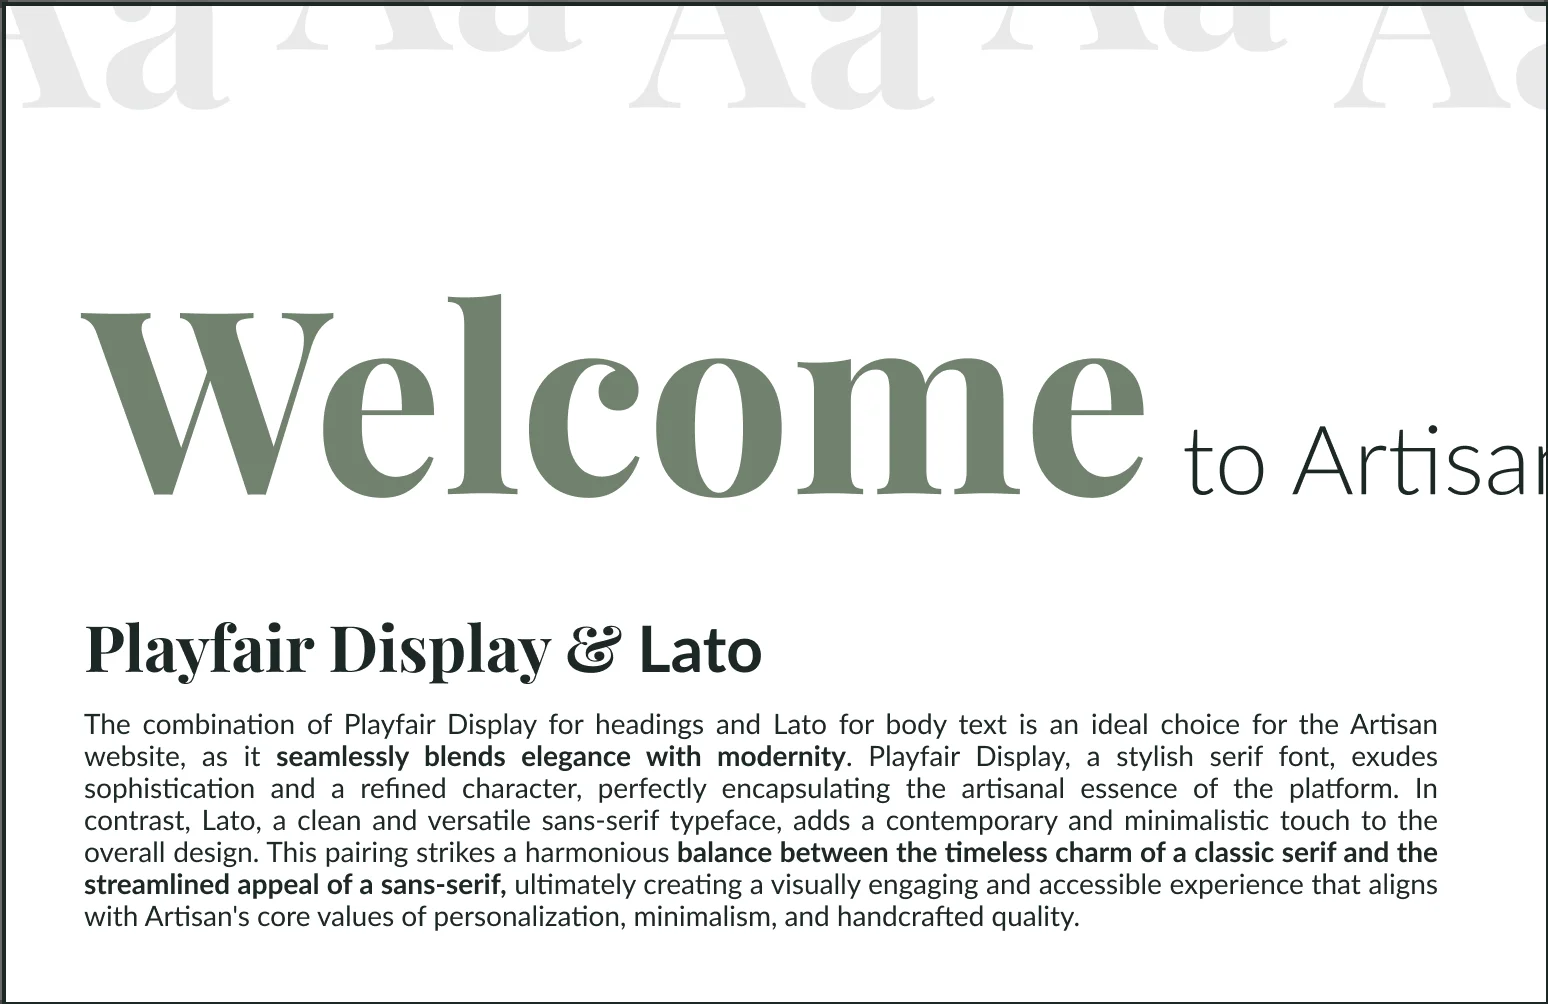 Aa Aa Aa Aa Aa
Welcome to Artisan
Playfair Display & Lato
The combination of Playfair Display for headings and Lato for body text is an ideal choice for the Artisan
website, as it seamlessly blends elegance with modernity. Playfair Display, a stylish serif font, exudes
sophistication and a refined character, perfectly encapsulating the artisanal essence of the platform. In
contrast, Lato, a clean and versatile sans-serif typeface, adds a contemporary and minimalistic touch to the
overall design. This pairing strikes a harmonious balance between the timeless charm of a classic serif and the
streamlined appeal of a sans-serif, ultimately creating a visually engaging and accessible experience that aligns
with Artisan's core values of personalization, minimalism, and handcrafted quality.